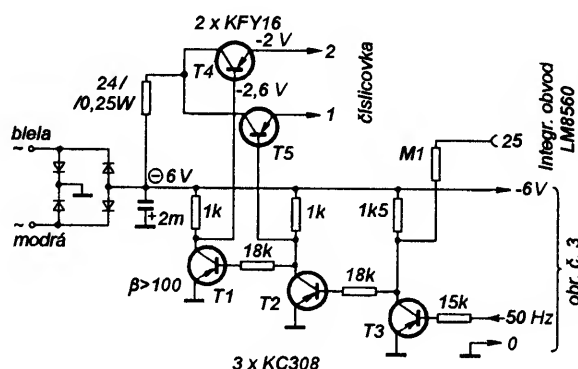 2 x KFY16
-2 V
2
T4
-2,6 V
24/
/0,25W
1
číslicovka
T5
biela
~
⊖ 6 V
M1
25
Integr. obvod
LM8560
-6V
+ 2m
1k
1k
1k5
~
modrá
18k
β>100
T1
18k
T2
15k
50 Hz
T3
0
obr. č. 3
3 x KC308